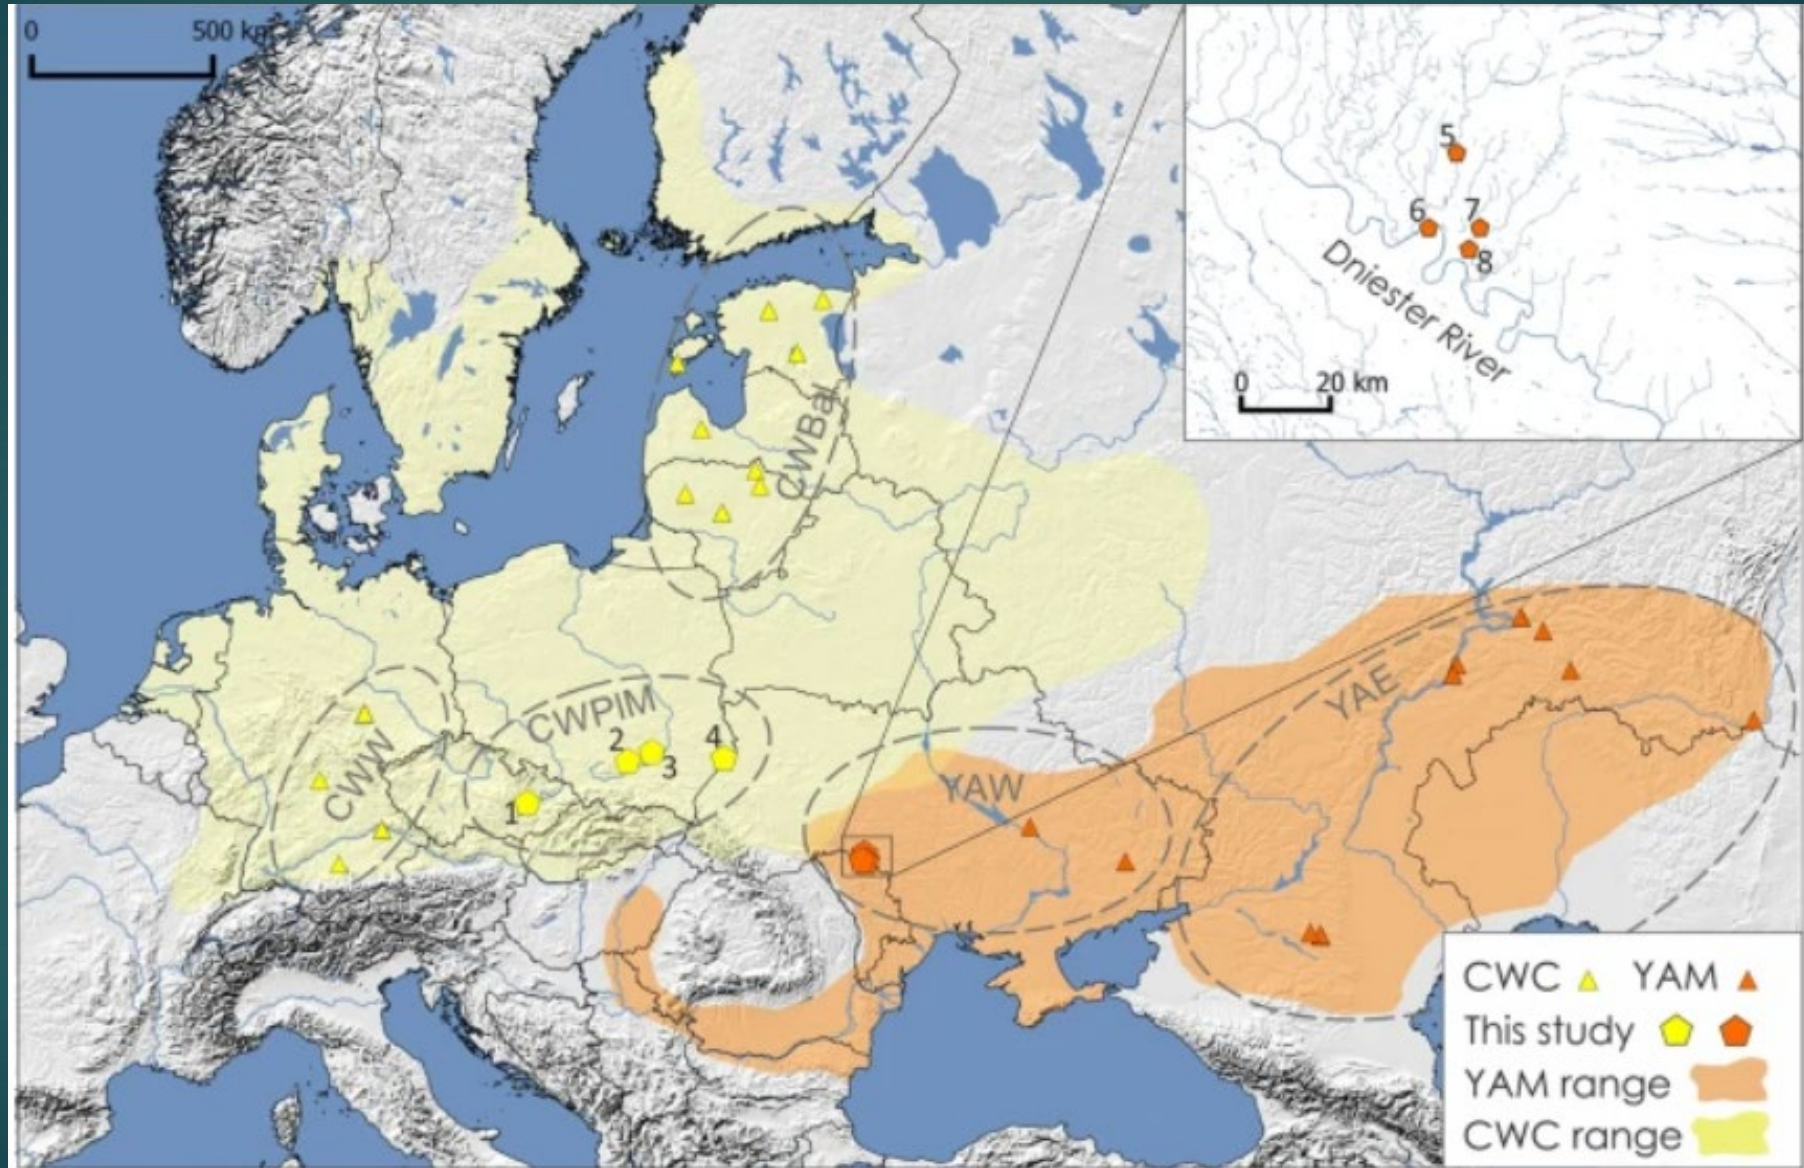 0 500 km
5
6 7
8
Dniester River
0 20 km
CWBal
CWPIM
2
3
4
1
CWW
YAW
YAE
CWC YAM
This study
YAM range
CWC range